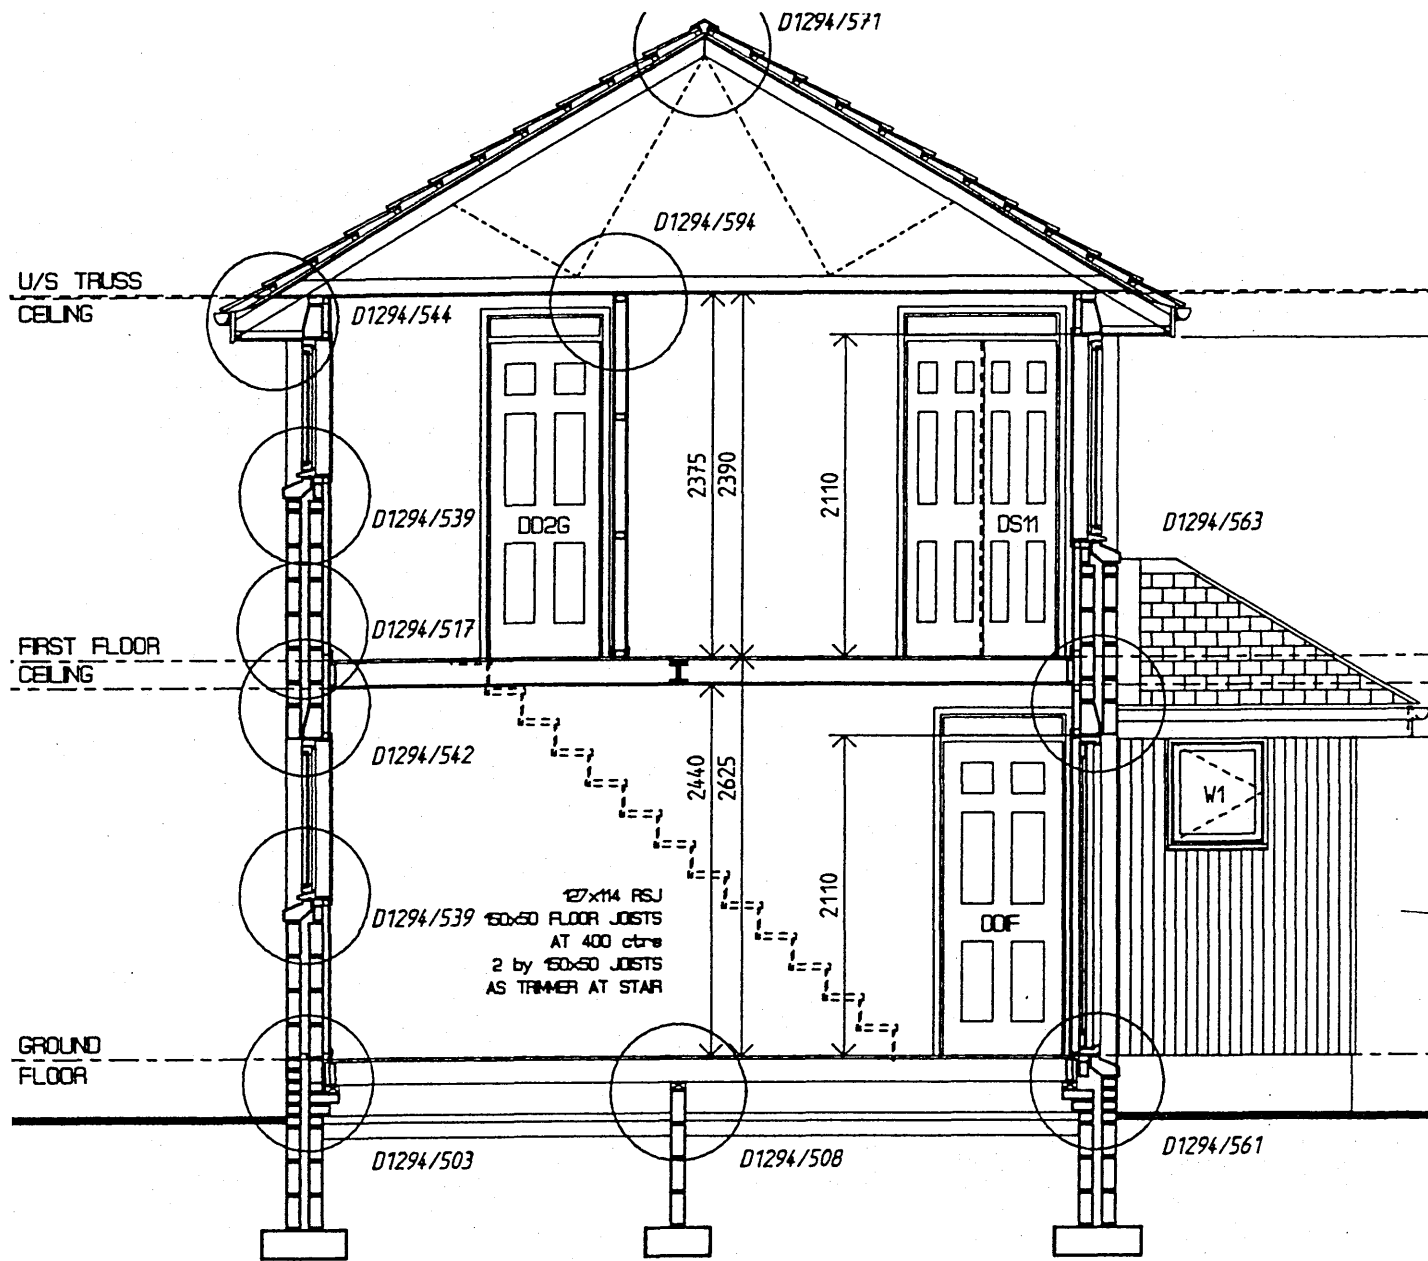 D1294/571
D1294/594
U/S TRUSS
CEILING
D1294/544
2375
2390
2110
DD2G
DS11
D1294/539
D1294/563
D1294/517
FIRST FLOOR
CEILING
D1294/542
2440
2625
W1
2110
D1294/539
127x114 RSJ
150x50 FLOOR JOISTS
AT 400 ctrs
2 by 150x50 JOISTS
AS TRIMMER AT STAIR
DD1F
GROUND
FLOOR
D1294/503
D1294/508
D1294/561